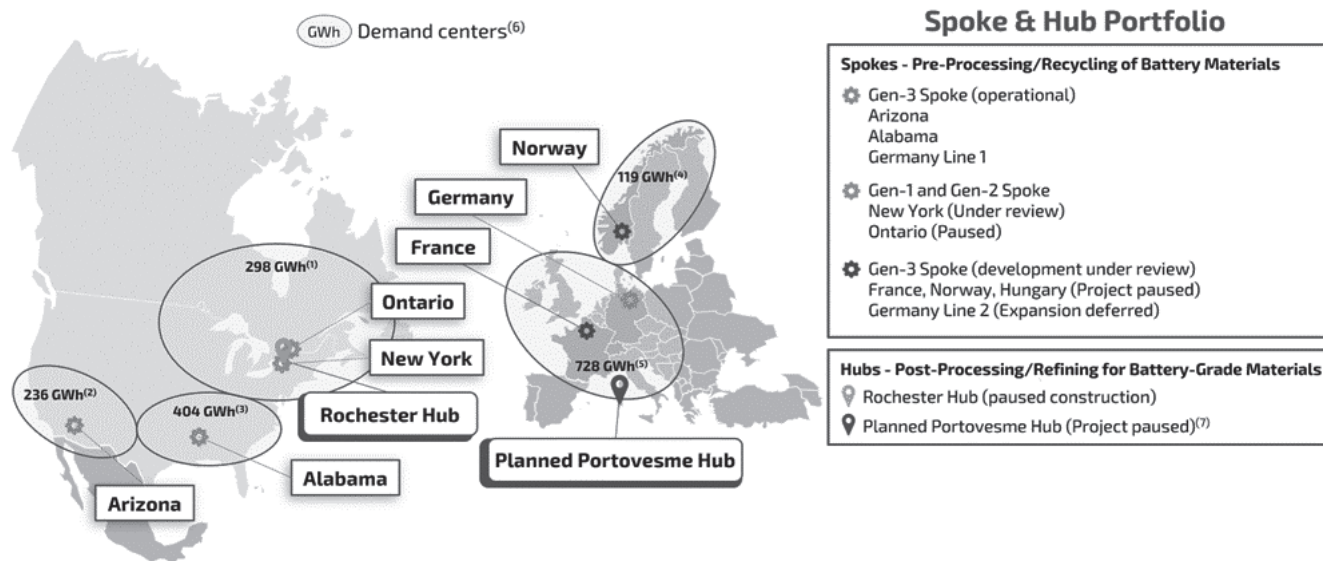 GWh Demand centers(6)
Norway
119 GWh(4)
Germany
France
298 GWh(1)
Ontario
New York
728 GWh(5)
236 GWh(2)
404 GWh(3)
Rochester Hub
Planned Portovesme Hub
Alabama
Arizona
Spoke & Hub Portfolio
Spokes - Pre-Processing/Recycling of Battery Materials
Gen-3 Spoke (operational)
Arizona
Alabama
Germany Line 1
Gen-1 and Gen-2 Spoke
New York (Under review)
Ontario (Paused)
Gen-3 Spoke (development under review)
France, Norway, Hungary (Project paused)
Germany Line 2 (Expansion deferred)
Hubs - Post-Processing/Refining for Battery-Grade Materials
Rochester Hub (paused construction)
Planned Portovesme Hub (Project paused)(7)